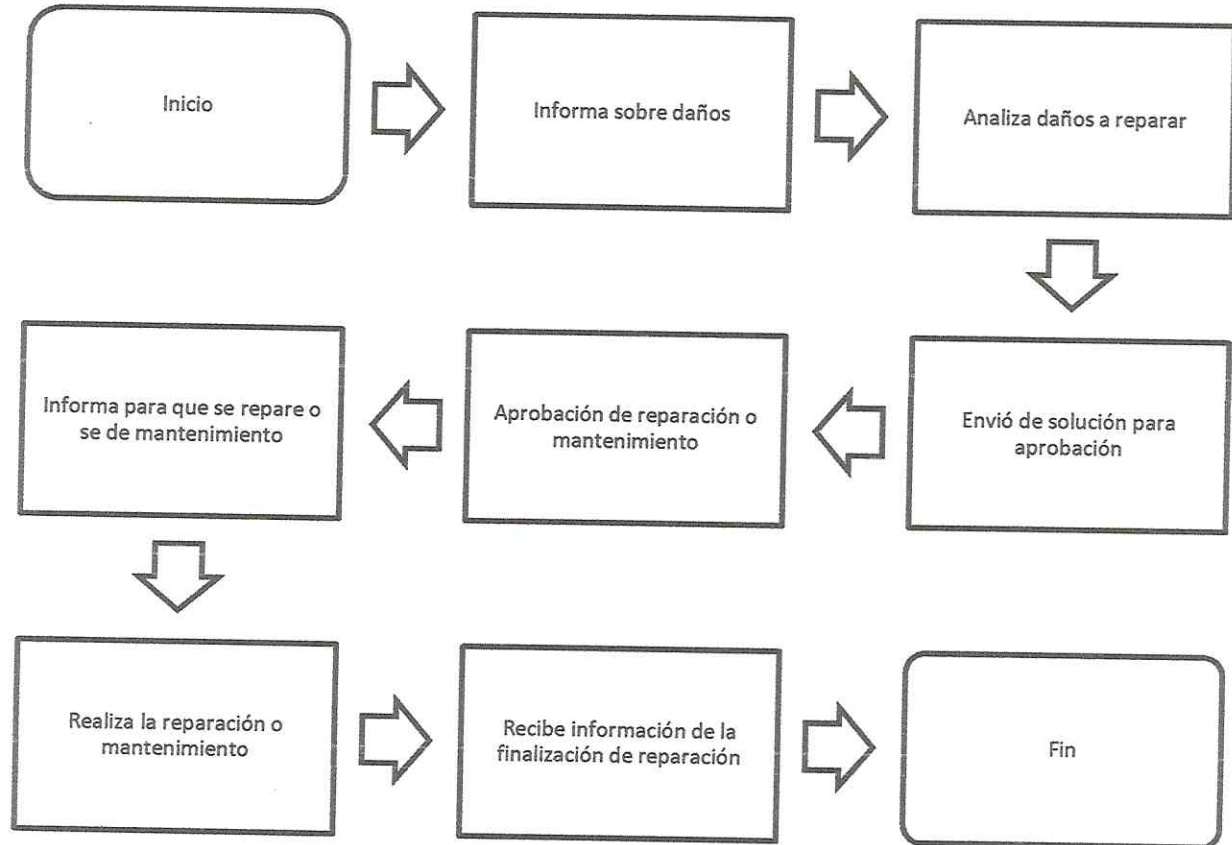 Inicio
Informa sobre daños
Analiza daños a reparar
Envió de solución para
aprobación
Aprobación de reparación o
mantenimiento
Informa para que se repare o
se de mantenimiento
Realiza la reparación o
mantenimiento
Recibe información de la
finalización de reparación
Fin